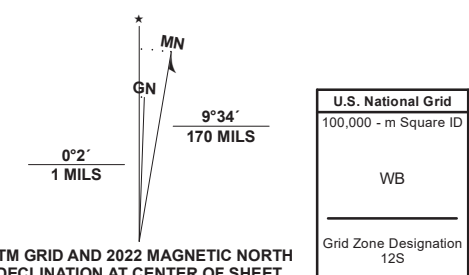 ★
MN
GN
9°34´
170 MILS
0°2´
1 MILS
TM GRID AND 2022 MAGNETIC NORTH
DECLINATION AT CENTER OF SHEET
U.S. National Grid
100,000 - m Square ID
WB
Grid Zone Designation
12S